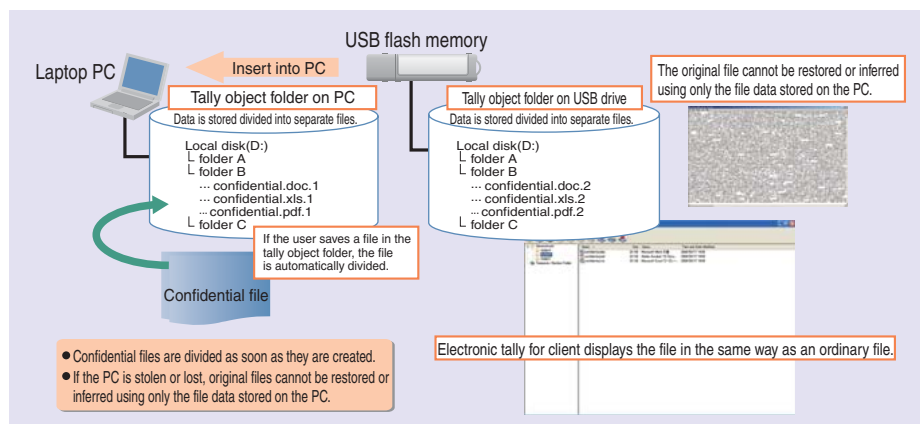 USB flash memory
Laptop PC
Insert into PC
The original file cannot be restored or inferred
using only the file data stored on the PC.
Tally object folder on PC
Data is stored divided into separate files.
Local disk(D:)
└ folder A
└ folder B
··· confidential.doc.1
··· confidential.xls.1
··· confidential.pdf.1
└ folder C
Tally object folder on USB drive
Data is stored divided into separate files.
Local disk(D:)
└ folder A
└ folder B
··· confidential.doc.2
··· confidential.xls.2
··· confidential.pdf.2
└ folder C
If the user saves a file in the
tally object folder, the file
is automatically divided.
Confidential file
Electronic tally for client displays the file in the same way as an ordinary file.
● Confidential files are divided as soon as they are created.
● If the PC is stolen or lost, original files cannot be restored or
inferred using only the file data stored on the PC.